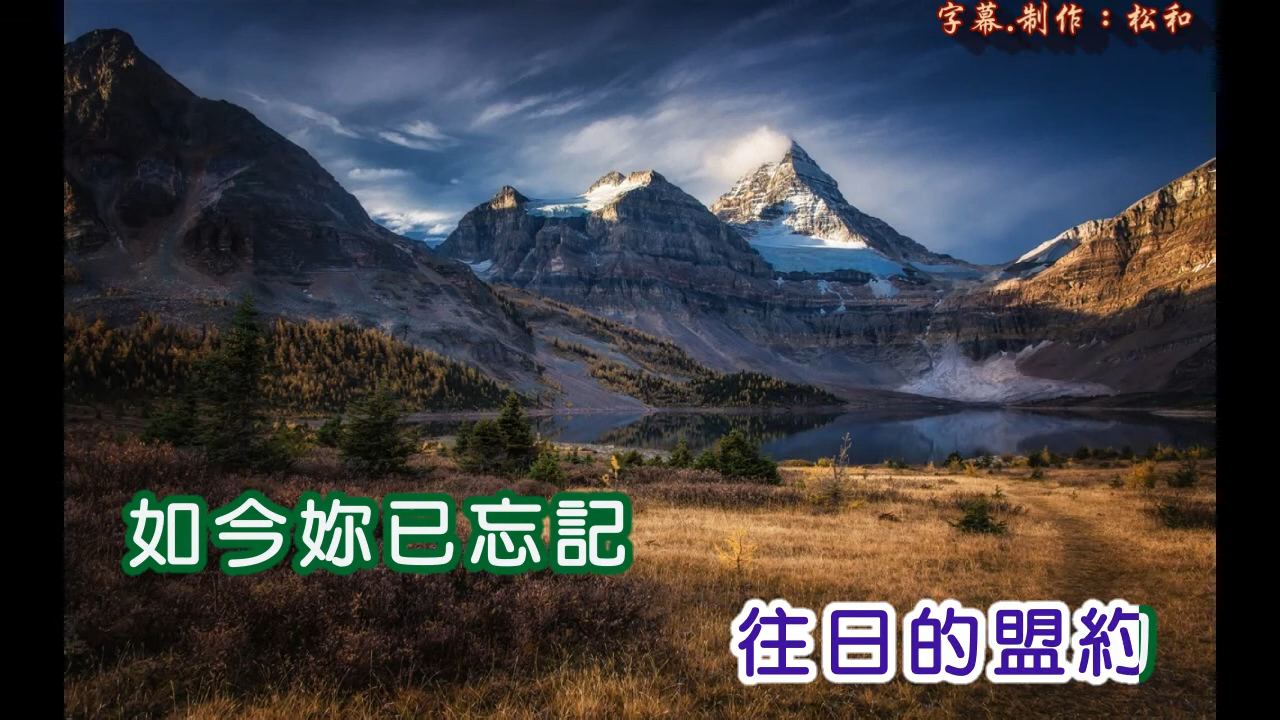 字幕.制作：松和
如今妳已忘記
往日的盟約